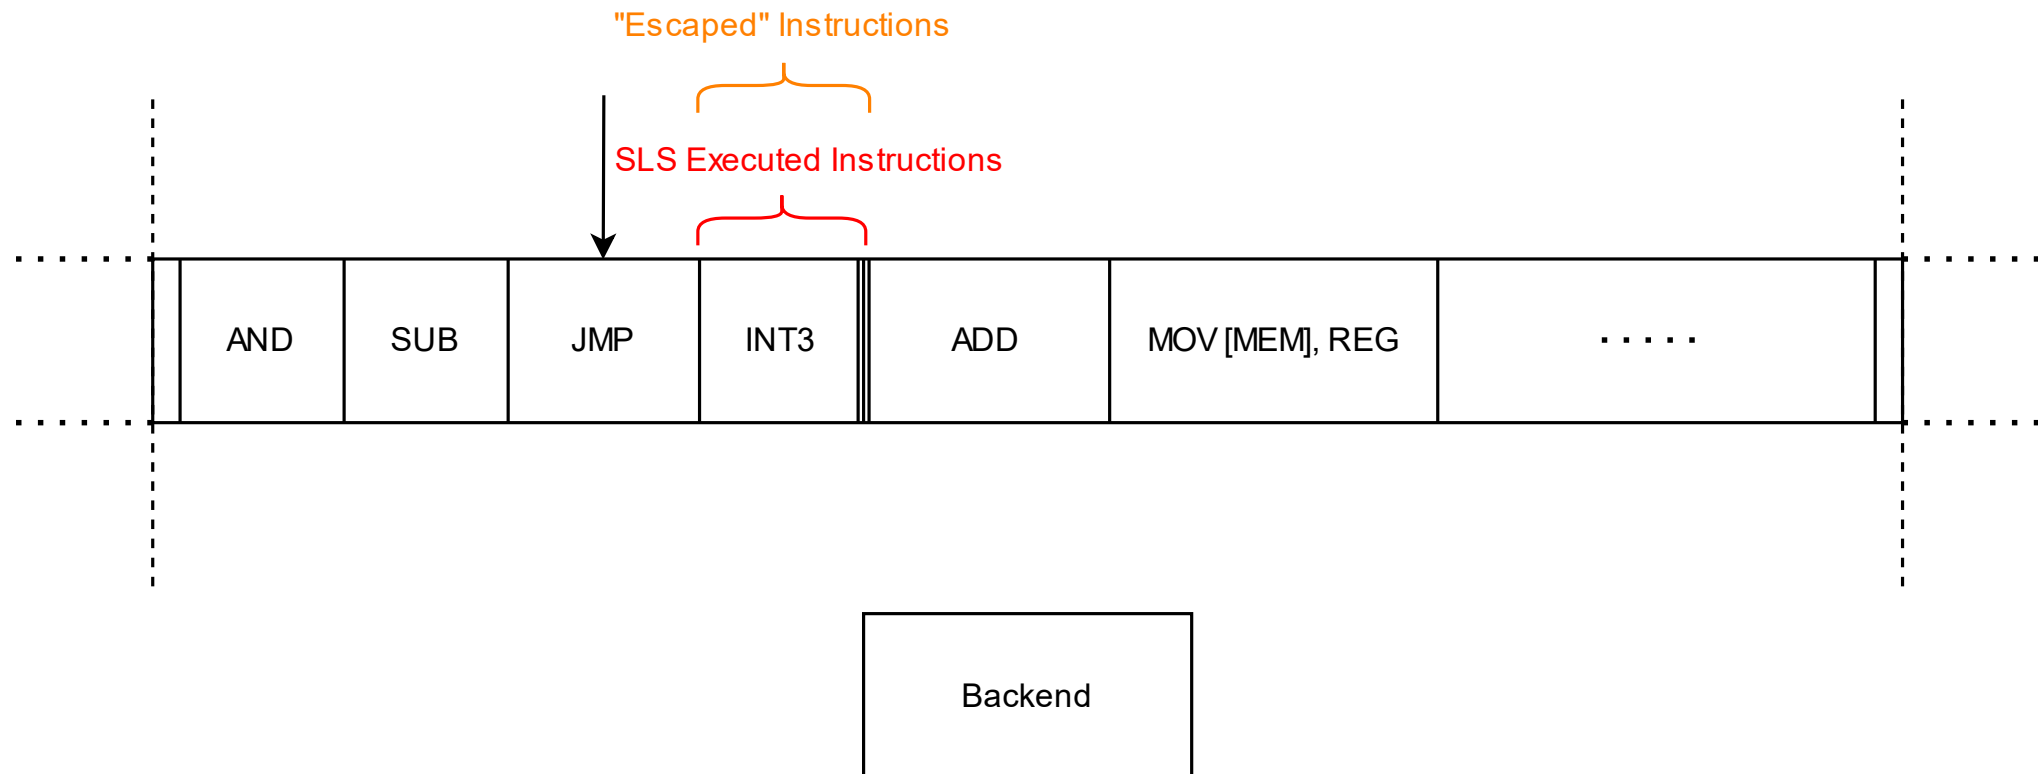 "Escaped" Instructions
SLS Executed Instructions
AND SUB JMP INT3 ADD MOV [MEM], REG .....
Backend